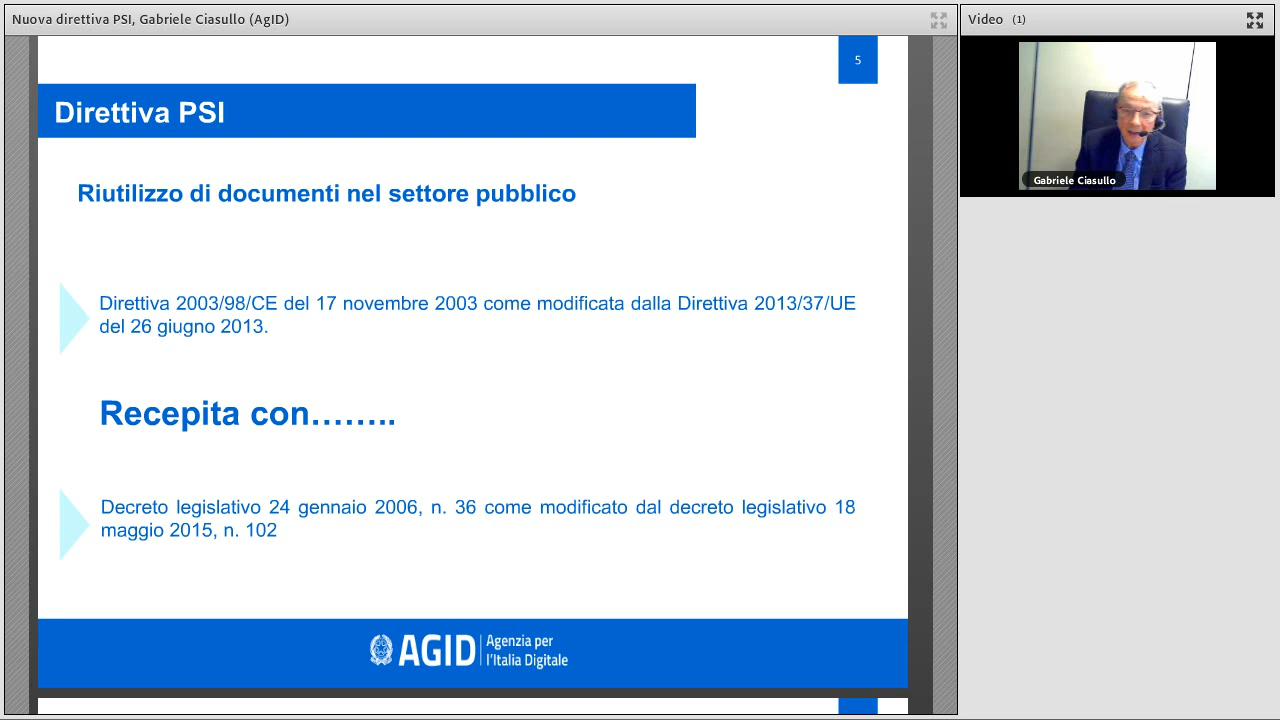 Nuova direttiva PSI, Gabriele Ciasullo (AgID)
Video (1)
5
Direttiva PSI
Riutilizzo di documenti nel settore pubblico
Direttiva 2003/98/CE del 17 novembre 2003 come modificata dalla Direttiva 2013/37/UE
del 26 giugno 2013.
Recepita con……..
Decreto legislativo 24 gennaio 2006, n. 36 come modificato dal decreto legislativo 18
maggio 2015, n. 102
AGID
Agenzia per
l'Italia Digitale
Gabriele Ciasullo